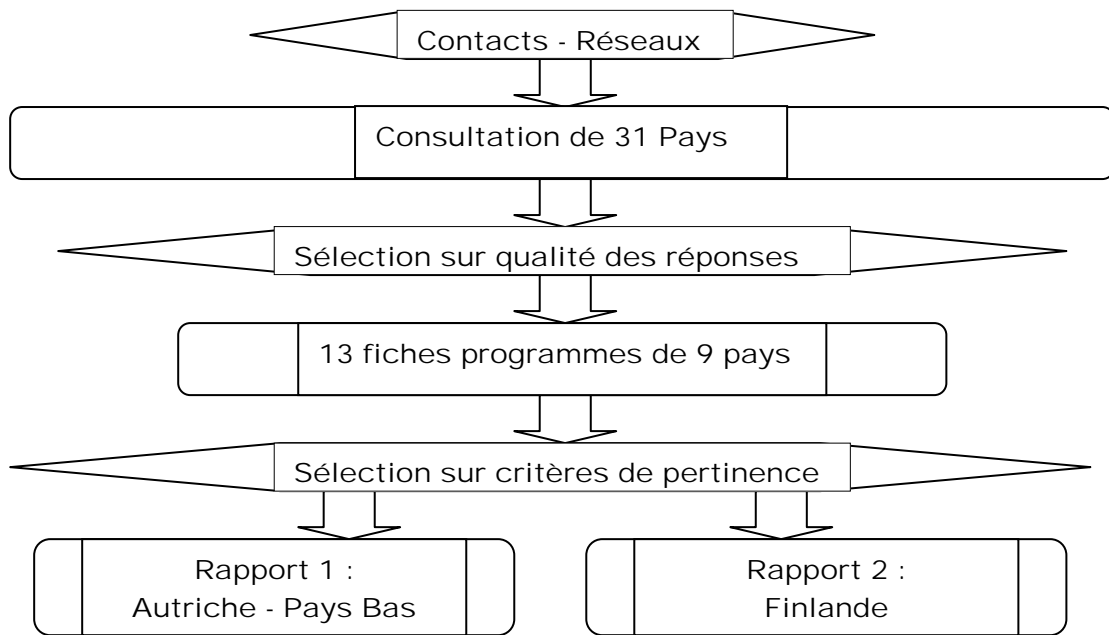 Contacts - Réseaux
Consultation de 31 Pays
Sélection sur qualité des réponses
13 fiches programmes de 9 pays
Sélection sur critères de pertinence
Rapport 1 :
Autriche - Pays Bas
Rapport 2 :
Finlande